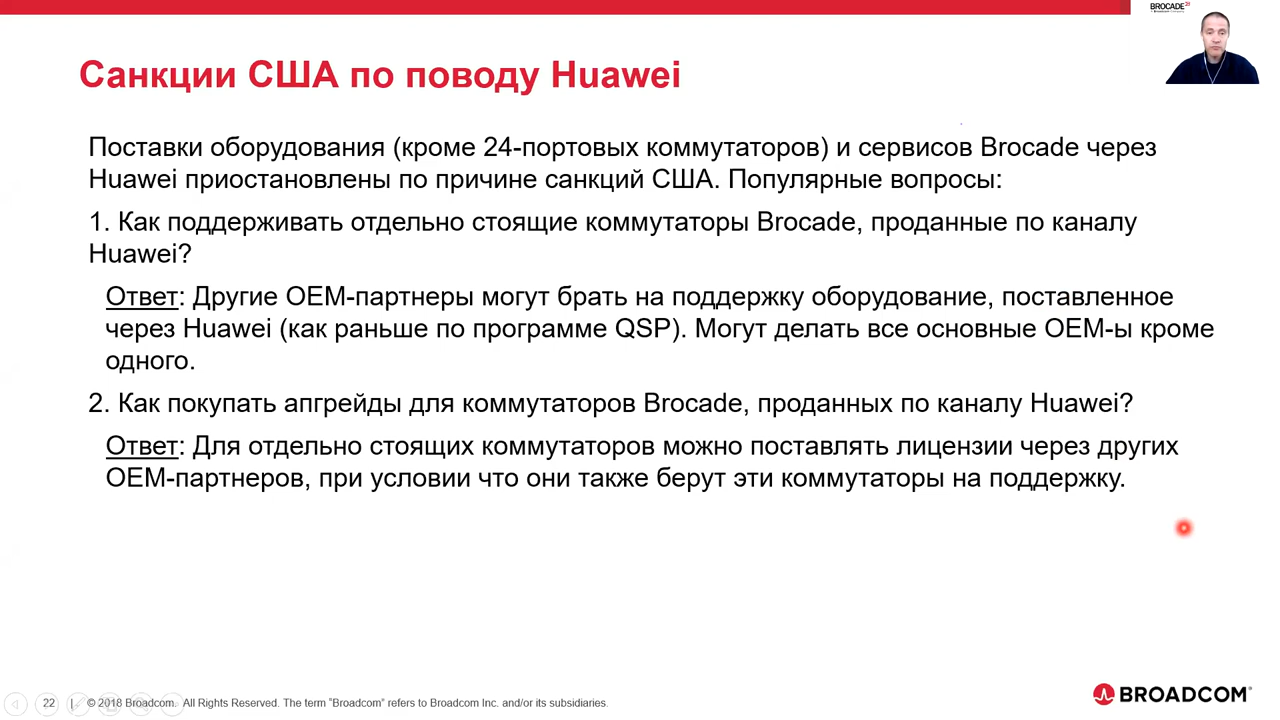 BROCADE
Санкции США по поводу Huawei
Поставки оборудования (кроме 24-портовых коммутаторов) и сервисов Brocade через
Huawei приостановлены по причине санкций США. Популярные вопросы:
1. Как поддерживать отдельно стоящие коммутаторы Brocade, проданные по каналу
Huawei?
Ответ: Другие OEM-партнеры могут брать на поддержку оборудование, поставленное
через Huawei (как раньше по программе QSP). Могут делать все основные OEM-ы кроме
одного.
2. Как покупать апгрейды для коммутаторов Brocade, проданных по каналу Huawei?
Ответ: Для отдельно стоящих коммутаторов можно поставлять лицензии через других
OEM-партнеров, при условии что они также берут эти коммутаторы на поддержку.
22 | © 2018 Broadcom. All Rights Reserved. The term "Broadcom" refers to Broadcom Inc. and/or its subsidiaries.
BROADCOM